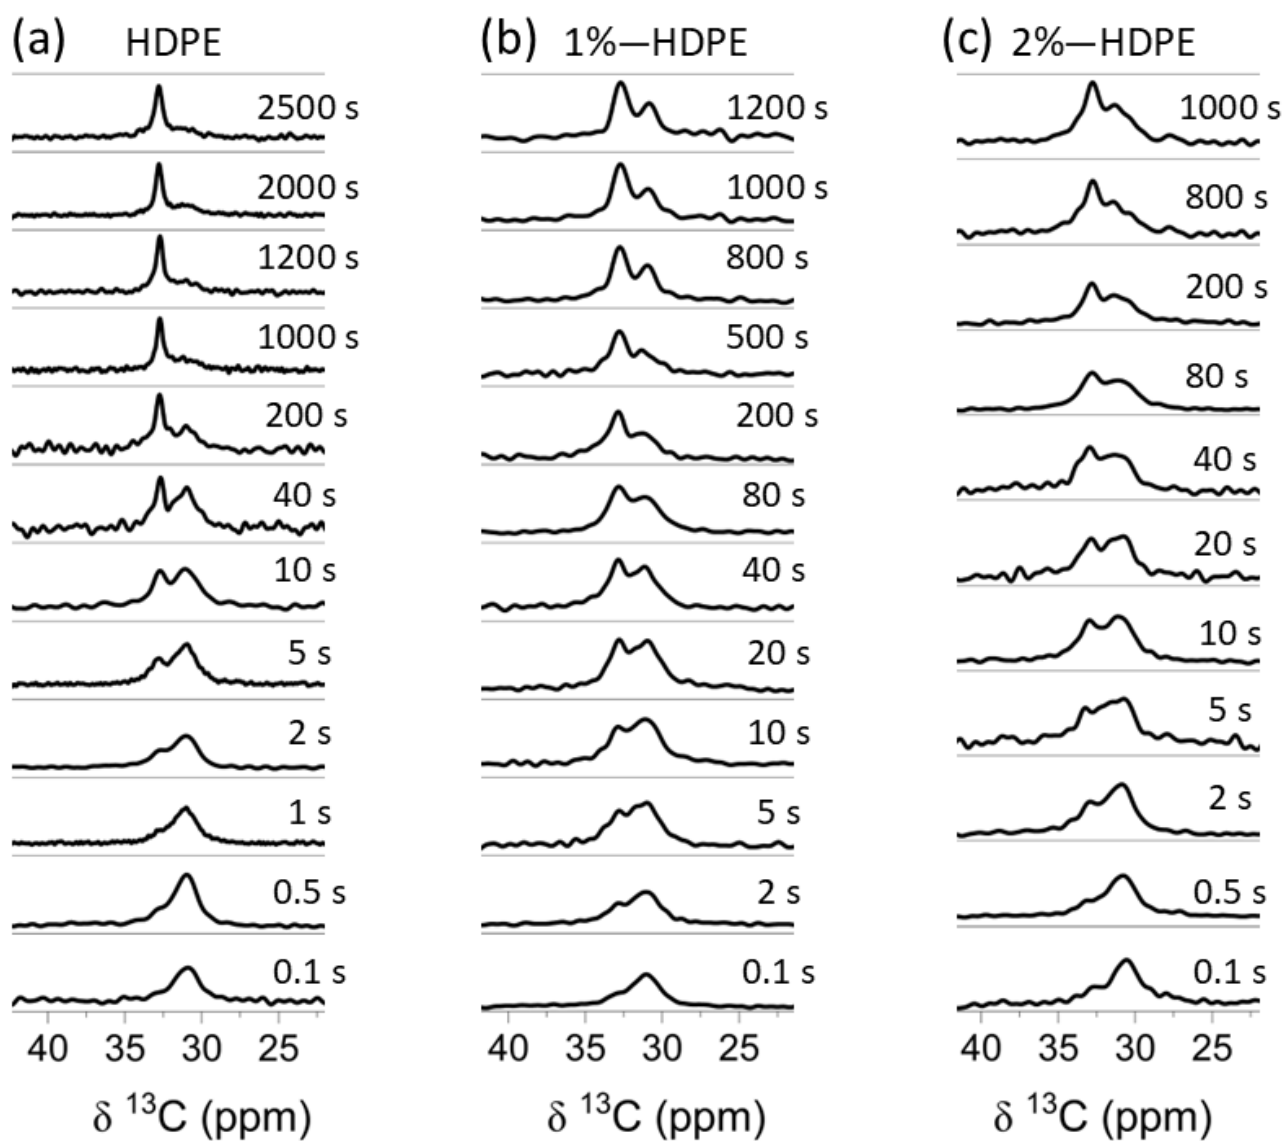 (a) HDPE
2500 s
2000 s
1200 s
1000 s
200 s
40 s
10 s
5 s
2 s
1 s
0.5 s
0.1 s
40 35 30 25
δ ¹³C (ppm)
(b) 1%—HDPE
1200 s
1000 s
800 s
500 s
200 s
80 s
40 s
20 s
10 s
5 s
2 s
0.1 s
40 35 30 25
δ ¹³C (ppm)
(c) 2%—HDPE
1000 s
800 s
200 s
80 s
40 s
20 s
10 s
5 s
2 s
0.5 s
0.1 s
40 35 30 25
δ ¹³C (ppm)